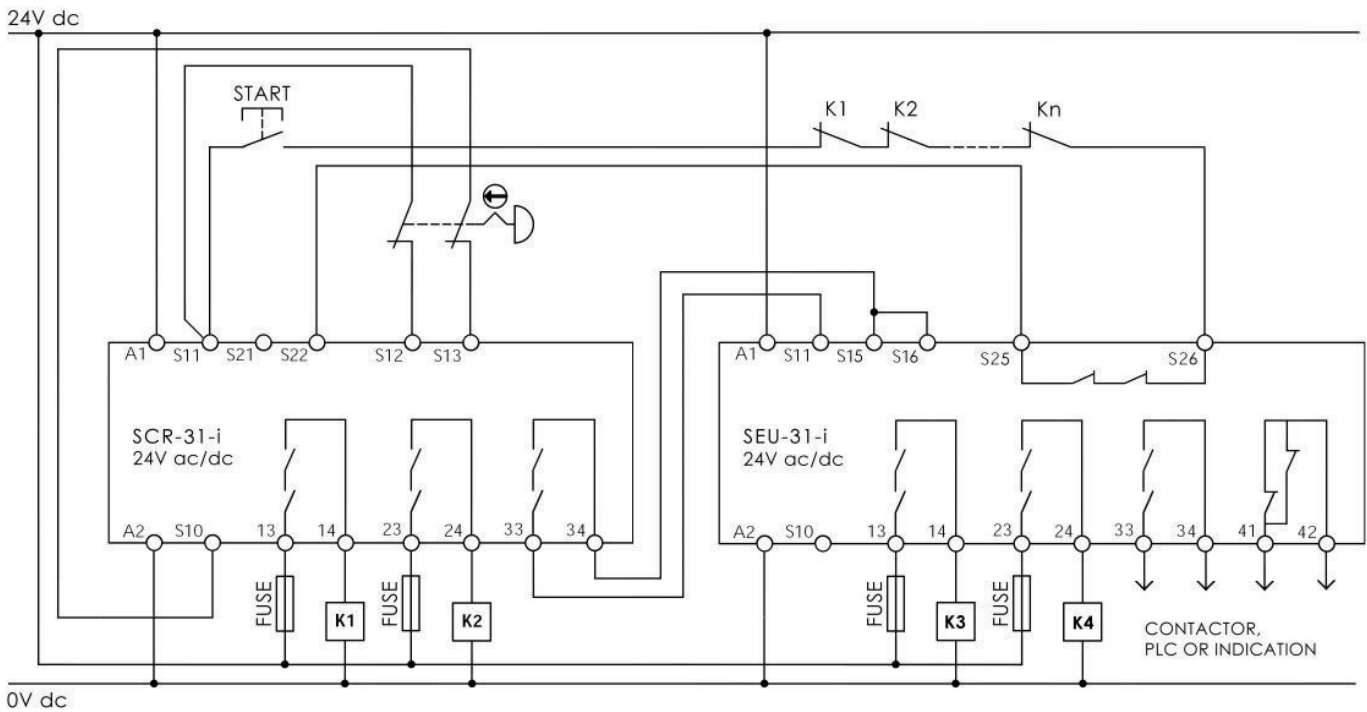 24V dc
START
K1 K2 Kn
A1 S11 S21 S22 S12 S13
A1 S11 S15 S16 S25 S26
SCR-31-i
24V ac/dc
SEU-31-i
24V ac/dc
A2 S10 13 14 23 24 33 34
A2 S10 13 14 23 24 33 34 41 42
FUSE K1 FUSE K2
FUSE K3 FUSE K4
CONTACTOR,
PLC OR INDICATION
0V dc